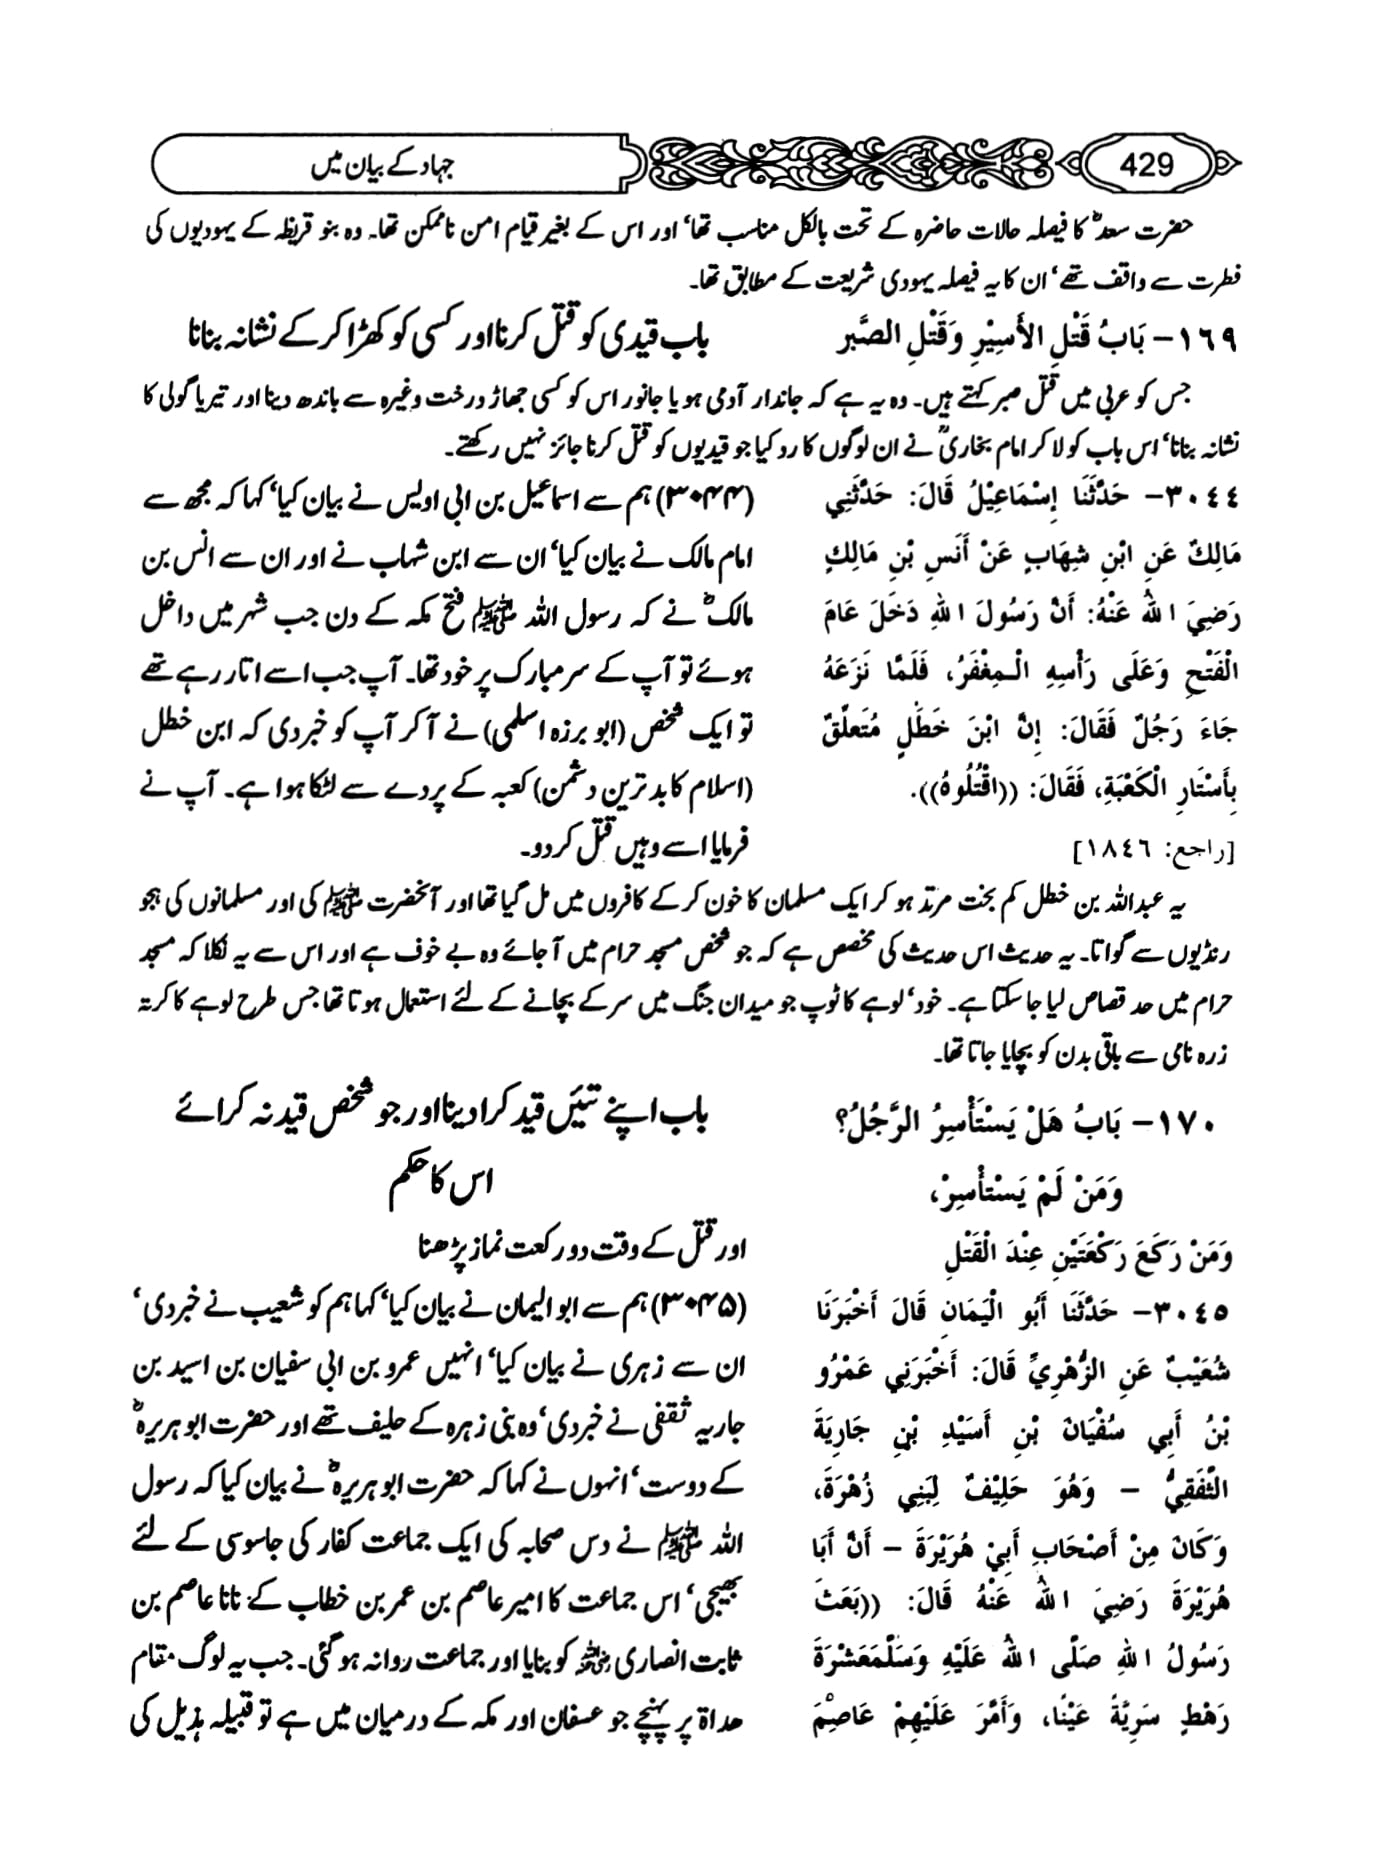 429
جہاد کے بیان میں
حضرت سعدؓ کا فیصلہ حالات حاضرہ کے تحت بالکل مناسب تھا‘ اور اس کے بغیر قیام امن ناممکن تھا۔ وہ بنو قریظہ کے یہودیوں کی
فطرت سے واقف تھے‘ ان کا یہ فیصلہ یہودی شریعت کے مطابق تھا۔
١٦٩- بَابُ قَتْلِ الأَسِيْرِ وَقَتْلِ الصَّبْرِ
باب قیدی کو قتل کرنا اور کسی کو کھڑا کر کے نشانہ بنانا
جس کو عربی میں قتل صبر کہتے ہیں۔ وہ یہ ہے کہ جاندار آدمی ہو یا جانور اس کو کسی جھاڑ درخت وغیرہ سے باندھ دینا اور تیر یا گولی کا
نشانہ بنانا‘ اس باب کو لا کر امام بخاریؒ نے ان لوگوں کا رد کیا جو قیدیوں کو قتل کرنا جائز نہیں رکھتے۔
٣٠٤٤- حَدَّثَنَا إِسْمَاعِيْلُ قَالَ: حَدَّثَنِي
مَالِكٌ عَنِ ابْنِ شِهَابٍ عَنْ أَنَسِ بْنِ مَالِكٍ
رَضِيَ اللهُ عَنْهُ: أَنَّ رَسُولَ اللهِ دَخَلَ عَامَ
الْفَتْحِ وَعَلَى رَأْسِهِ الْـمِغْفَرُ، فَلَمَّا نَزَعَهُ
جَاءَ رَجُلٌ فَقَالَ: إِنَّ ابْنَ خَطَلٍ مُتَعلِّقٌ
بِأَسْتَارِ الْكَعْبَةِ، فَقَالَ: ((اقْتُلُوهُ)).
[راجع: ١٨٤٦]
(۳۰۴۴) ہم سے اسماعیل بن ابی اویس نے بیان کیا‘ کہا کہ مجھ سے
امام مالک نے بیان کیا‘ ان سے ابن شہاب نے اور ان سے انس بن
مالکؓ نے کہ رسول اللہ ﷺ فتح مکہ کے دن جب شہر میں داخل
ہوئے تو آپ کے سر مبارک پر خود تھا۔ آپ جب اسے اتار رہے تھے
تو ایک شخص (ابو برزہ اسلمی) نے آ کر آپ کو خبر دی کہ ابن خطل
(اسلام کا بدترین دشمن) کعبہ کے پردے سے لٹکا ہوا ہے۔ آپ نے
فرمایا اسے وہیں قتل کر دو۔
یہ عبداللہ بن خطل کم بخت مرتد ہو کر ایک مسلمان کا خون کر کے کافروں میں مل گیا تھا اور آنحضرت ﷺ کی اور مسلمانوں کی ہجو
رنڈیوں سے گواتا۔ یہ حدیث اس حدیث کی مخصص ہے کہ جو شخص مسجد حرام میں آ جائے وہ بے خوف ہے اور اس سے یہ نکلا کہ مسجد
حرام میں حد قصاص لیا جا سکتا ہے۔ خود‘ لوہے کا ٹوپ جو میدان جنگ میں سر کے بچانے کے لئے استعمال ہوتا تھا جس طرح لوہے کا کرتہ
زرہ نامی سے باقی بدن کو بچایا جاتا تھا۔
١٧٠- بَابُ هَلْ يَسْتَأْسِرُ الرَّجُلُ؟
وَمَنْ لَمْ يَسْتأْسِرْ،
وَمَنْ رَكَعَ رَكْعَتَيْنِ عِنْدَ الْقَتْلِ
باب اپنے تئیں قید کرا دینا اور جو شخص قید نہ کرائے
اس کا حکم
اور قتل کے وقت دو رکعت نماز پڑھنا
٣٠٤٥- حَدَّثَنَا أَبُو الْيَمَانِ قَالَ أَخْبَرَنَا
شُعَيْبٌ عَنِ الزُّهْرِيِّ قَالَ: أَخْبَرَنِي عَمْرُو
بْنُ أَبِي سُفْيَانَ بْنِ أَسَيْدِ بْنِ جَارِيَةَ
الثَّقَفِيُّ - وَهُوَ حَلِيْفٌ لِبَنِي زُهْرَةَ،
وَكَانَ مِنْ أَصْحَابِ أَبِيْ هُرَيْرَةَ - أَنَّ أَبَا
هُرَيْرَةَ رَضِيَ اللهُ عَنْهُ قَالَ: ((بَعَثَ
رَسُولُ اللهِ صَلَّى اللهُ عَلَيْهِ وَسَلَّمَعَشْرَةَ
رَهْطٍ سَرِيَّةً عَيْنًا، وَأَمَّرَ عَلَيْهِمْ عَاصِمَ
(۳۰۴۵) ہم سے ابوالیمان نے بیان کیا‘ کہا ہم کو شعیب نے خبر دی‘
ان سے زہری نے بیان کیا‘ انہیں عمرو بن ابی سفیان بن اسید بن
جاریہ ثقفی نے خبر دی‘ وہ بنی زہرہ کے حلیف تھے اور حضرت ابو ہریرہؓ
کے دوست‘ انہوں نے کہا کہ حضرت ابو ہریرہؓ نے بیان کیا کہ رسول
اللہ ﷺ نے دس صحابہ کی ایک جماعت کفار کی جاسوسی کے لئے
بھیجی‘ اس جماعت کا امیر عاصم بن عمر بن خطاب کے نانا عاصم بن
ثابت انصاری رضی اللہ عنہ کو بنایا اور جماعت روانہ ہو گئی۔ جب یہ لوگ مقام
ھداۃ پر پہنچے جو عسفان اور مکہ کے درمیان میں ہے تو قبیلہ ہذیل کی